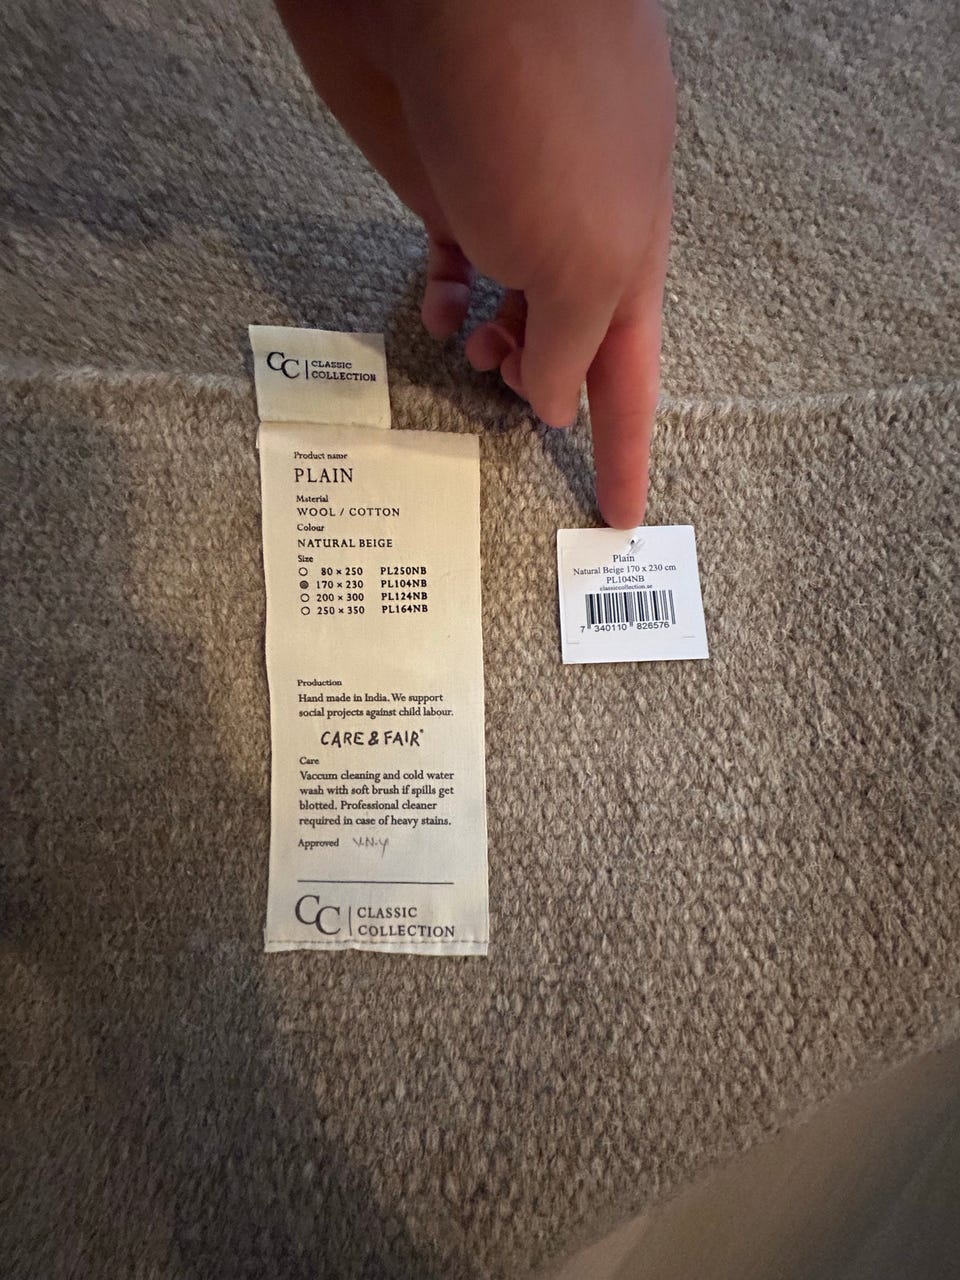 CC | CLASSIC
COLLECTION
Product name
PLAIN
Material
WOOL / COTTON
Colour
NATURAL BEIGE
Size
80 × 250 PL250NB
170 × 230 PL104NB
200 × 300 PL124NB
250 × 350 PL164NB
Production
Hand made in India. We support
social projects against child labour.
CARE & FAIR®
Care
Vaccum cleaning and cold water
wash with soft brush if spills get
blotted. Professional cleaner
required in case of heavy stains.
Approved V.N.Y
CC | CLASSIC
COLLECTION
Plain
Natural Beige 170 x 230 cm
PL104NB
classiccollection.se
7 340110 826576